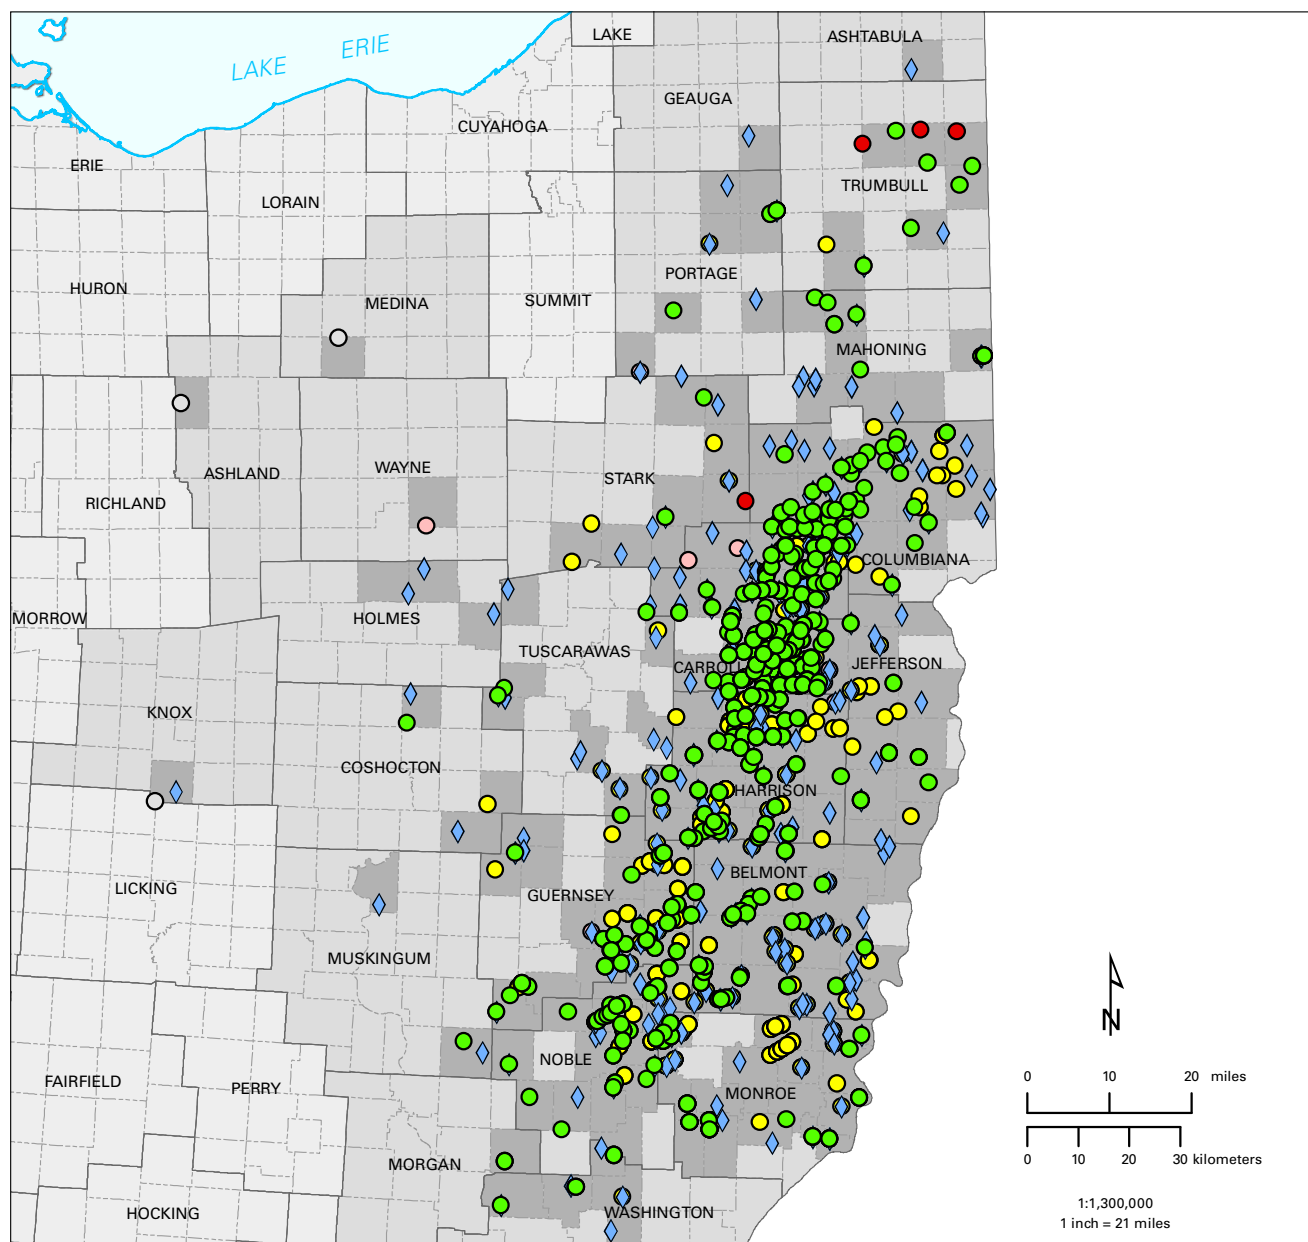 LAKE
ASHTABULA
LAKE ERIE
GEAUGA
CUYAHOGA
ERIE
TRUMBULL
LORAIN
PORTAGE
HURON
MEDINA
SUMMIT
MAHONING
WAYNE
ASHLAND
STARK
RICHLAND
COLUMBIANA
MORROW
HOLMES
TUSCARAWAS
CARROLL
JEFFERSON
KNOX
COSHOCTON
HARRISON
BELMONT
LICKING
GUERNSEY
MUSKINGUM
N
NOBLE
FAIRFIELD
PERRY
MONROE
0 10 20 miles
0 10 20 30 kilometers
MORGAN
HOCKING
WASHINGTON
1:1,300,000
1 inch = 21 miles